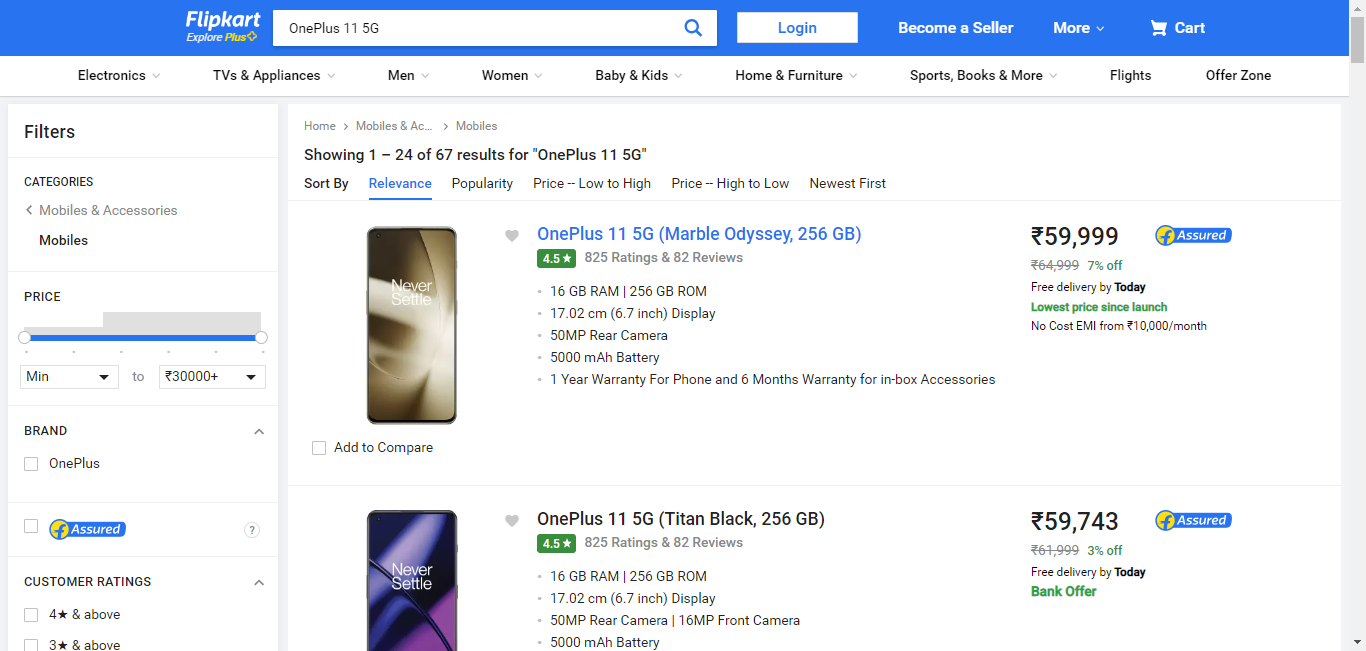 Flipkart
Explore Plus
OnePlus 11 5G
Login
Become a Seller
More
Cart
Electronics
TVs & Appliances
Men
Women
Baby & Kids
Home & Furniture
Sports, Books & More
Flights
Offer Zone
Filters
CATEGORIES
Mobiles & Accessories
Mobiles
PRICE
Min
to
₹30000+
BRAND
OnePlus
f Assured
?
CUSTOMER RATINGS
4★ & above
3★ & above
Home > Mobiles & Ac... > Mobiles
Showing 1 – 24 of 67 results for "OnePlus 11 5G"
Sort By Relevance Popularity Price -- Low to High Price -- High to Low Newest First
Never
Settle
Add to Compare
OnePlus 11 5G (Marble Odyssey, 256 GB)
4.5★ 825 Ratings & 82 Reviews
16 GB RAM | 256 GB ROM
17.02 cm (6.7 inch) Display
50MP Rear Camera
5000 mAh Battery
1 Year Warranty For Phone and 6 Months Warranty for in-box Accessories
₹59,999
f Assured
₹64,999 7% off
Free delivery by Today
Lowest price since launch
No Cost EMI from ₹10,000/month
Never
Settle
OnePlus 11 5G (Titan Black, 256 GB)
4.5★ 825 Ratings & 82 Reviews
16 GB RAM | 256 GB ROM
17.02 cm (6.7 inch) Display
50MP Rear Camera | 16MP Front Camera
5000 mAh Battery
₹59,743
f Assured
₹61,999 3% off
Free delivery by Today
Bank Offer